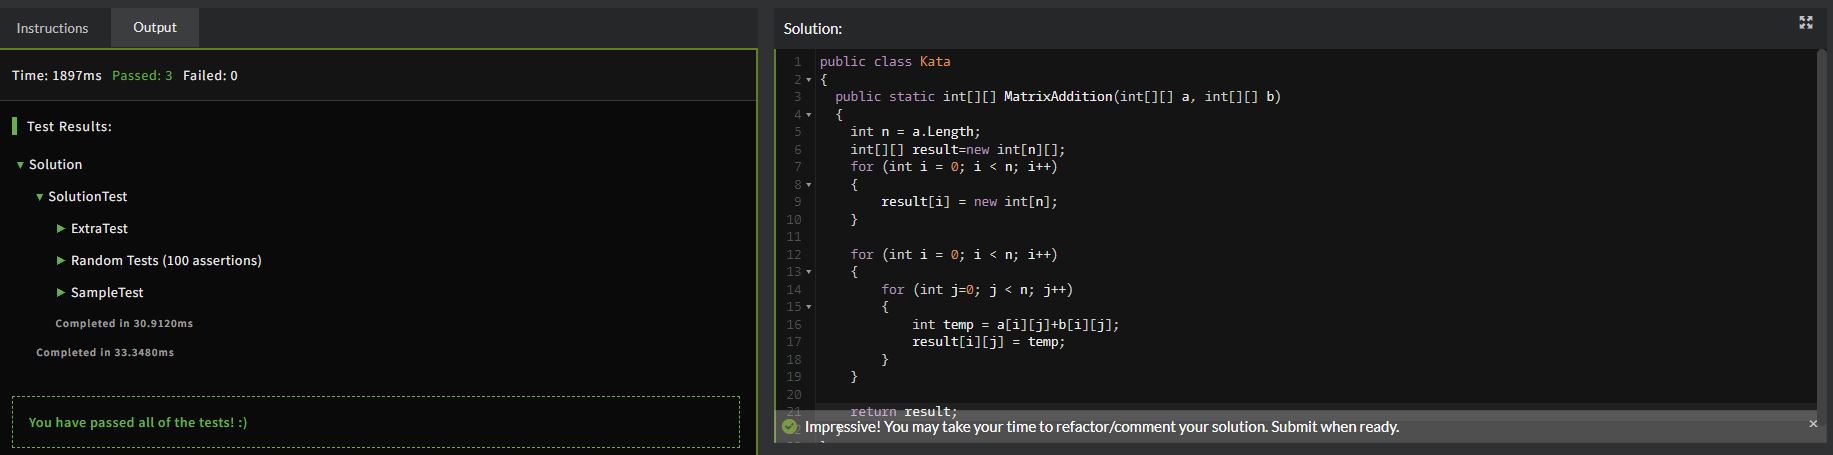 Instructions
Output
Time: 1897ms Passed: 3 Failed: 0
Test Results:
Solution
SolutionTest
ExtraTest
Random Tests (100 assertions)
SampleTest
Completed in 30.9120ms
Completed in 33.3480ms
You have passed all of the tests! :)
Solution:
1 public class Kata
2 {
3   public static int[][] MatrixAddition(int[][] a, int[][] b)
4   {
5     int n = a.Length;
6     int[][] result=new int[n][];
7     for (int i = 0; i < n; i++)
8     {
9         result[i] = new int[n];
10     }
11
12     for (int i = 0; i < n; i++)
13     {
14         for (int j=0; j < n; j++)
15         {
16             int temp = a[i][j]+b[i][j];
17             result[i][j] = temp;
18         }
19     }
20
21     return result;
}
Impressive! You may take your time to refactor/comment your solution. Submit when ready.
×